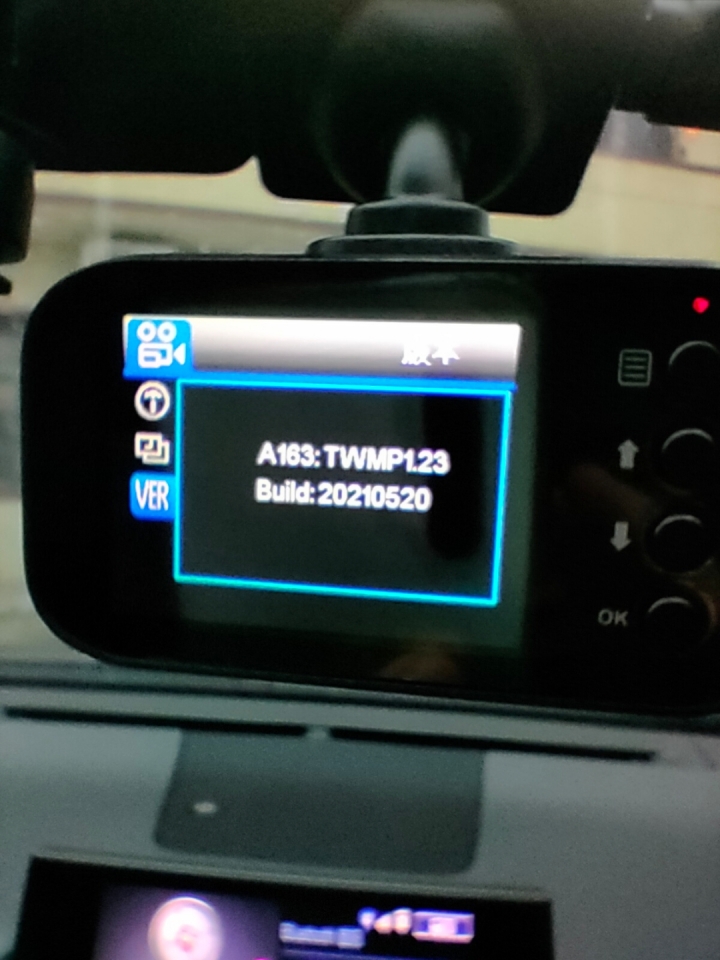 版本
A163:TWMP1.23
VER
Build:20210520
OK